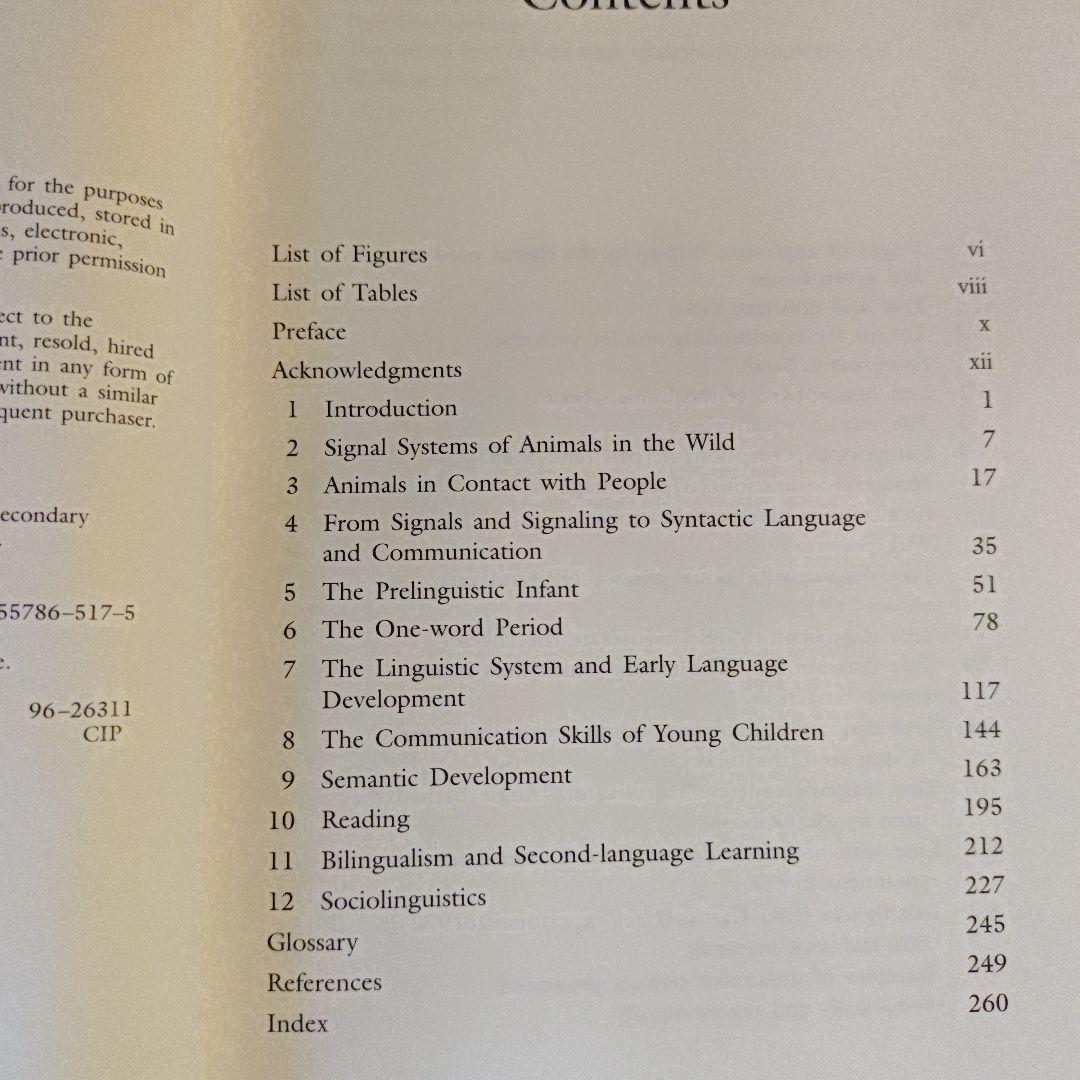 for the purposes
roduced, stored in
s, electronic,
prior permission
ect to the
nt, resold, hired
ent in any form of
without a similar
quent purchaser.
econdary
55786–517–5
e.
96–26311
CIP
Contents
List of Figures vi
List of Tables viii
Preface x
Acknowledgments xii
1 Introduction 1
2 Signal Systems of Animals in the Wild 7
3 Animals in Contact with People 17
4 From Signals and Signaling to Syntactic Language
and Communication 35
5 The Prelinguistic Infant 51
6 The One-word Period 78
7 The Linguistic System and Early Language
Development 117
8 The Communication Skills of Young Children 144
9 Semantic Development 163
10 Reading 195
11 Bilingualism and Second-language Learning 212
12 Sociolinguistics 227
Glossary 245
References 249
Index 260